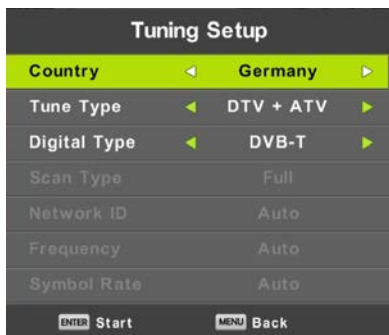 Tuning Setup
Country Germany
Tune Type DTV + ATV
Digital Type DVB-T
Scan Type Full
Network ID Auto
Frequency Auto
Symbol Rate Auto
ENTER Start MENU Back